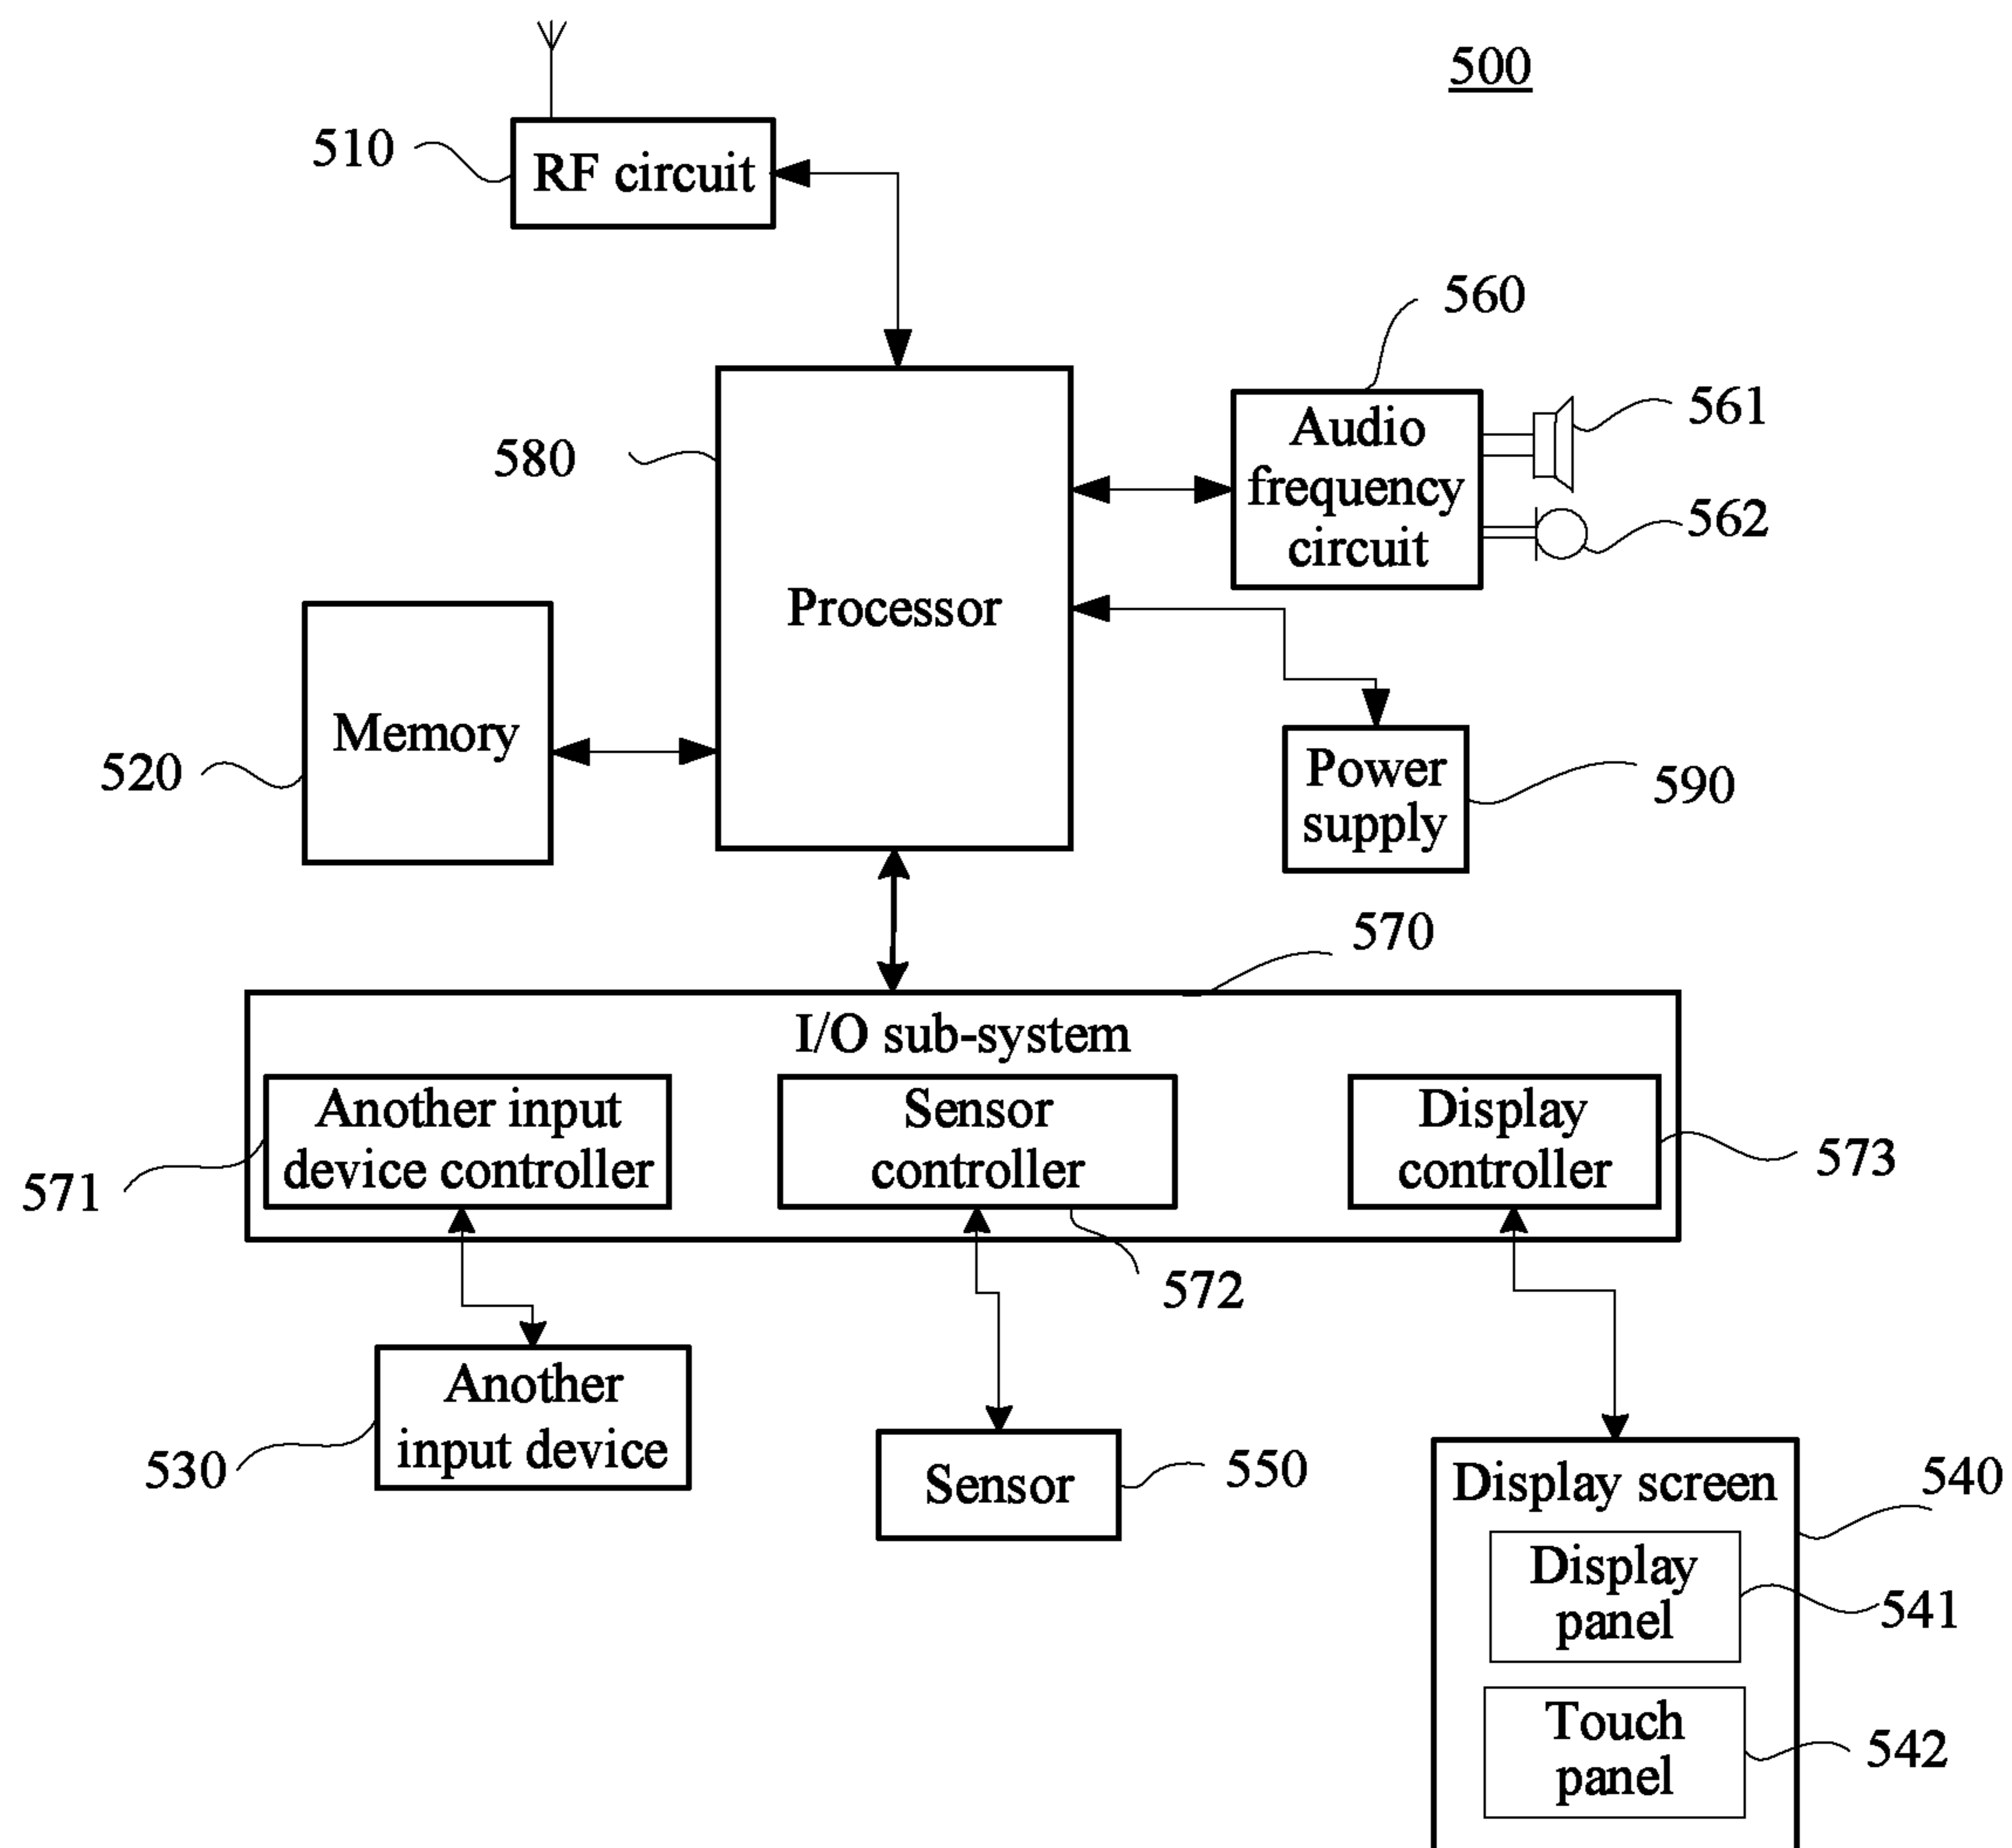 500
510
RF circuit
560
Audio
frequency
circuit
561
562
580
Processor
Memory
520
Power
supply
590
570
I/O sub-system
Another input
device controller
571
Sensor
controller
572
Display
controller
573
Another
input device
530
Sensor
550
Display screen
540
Display
panel
541
Touch
panel
542